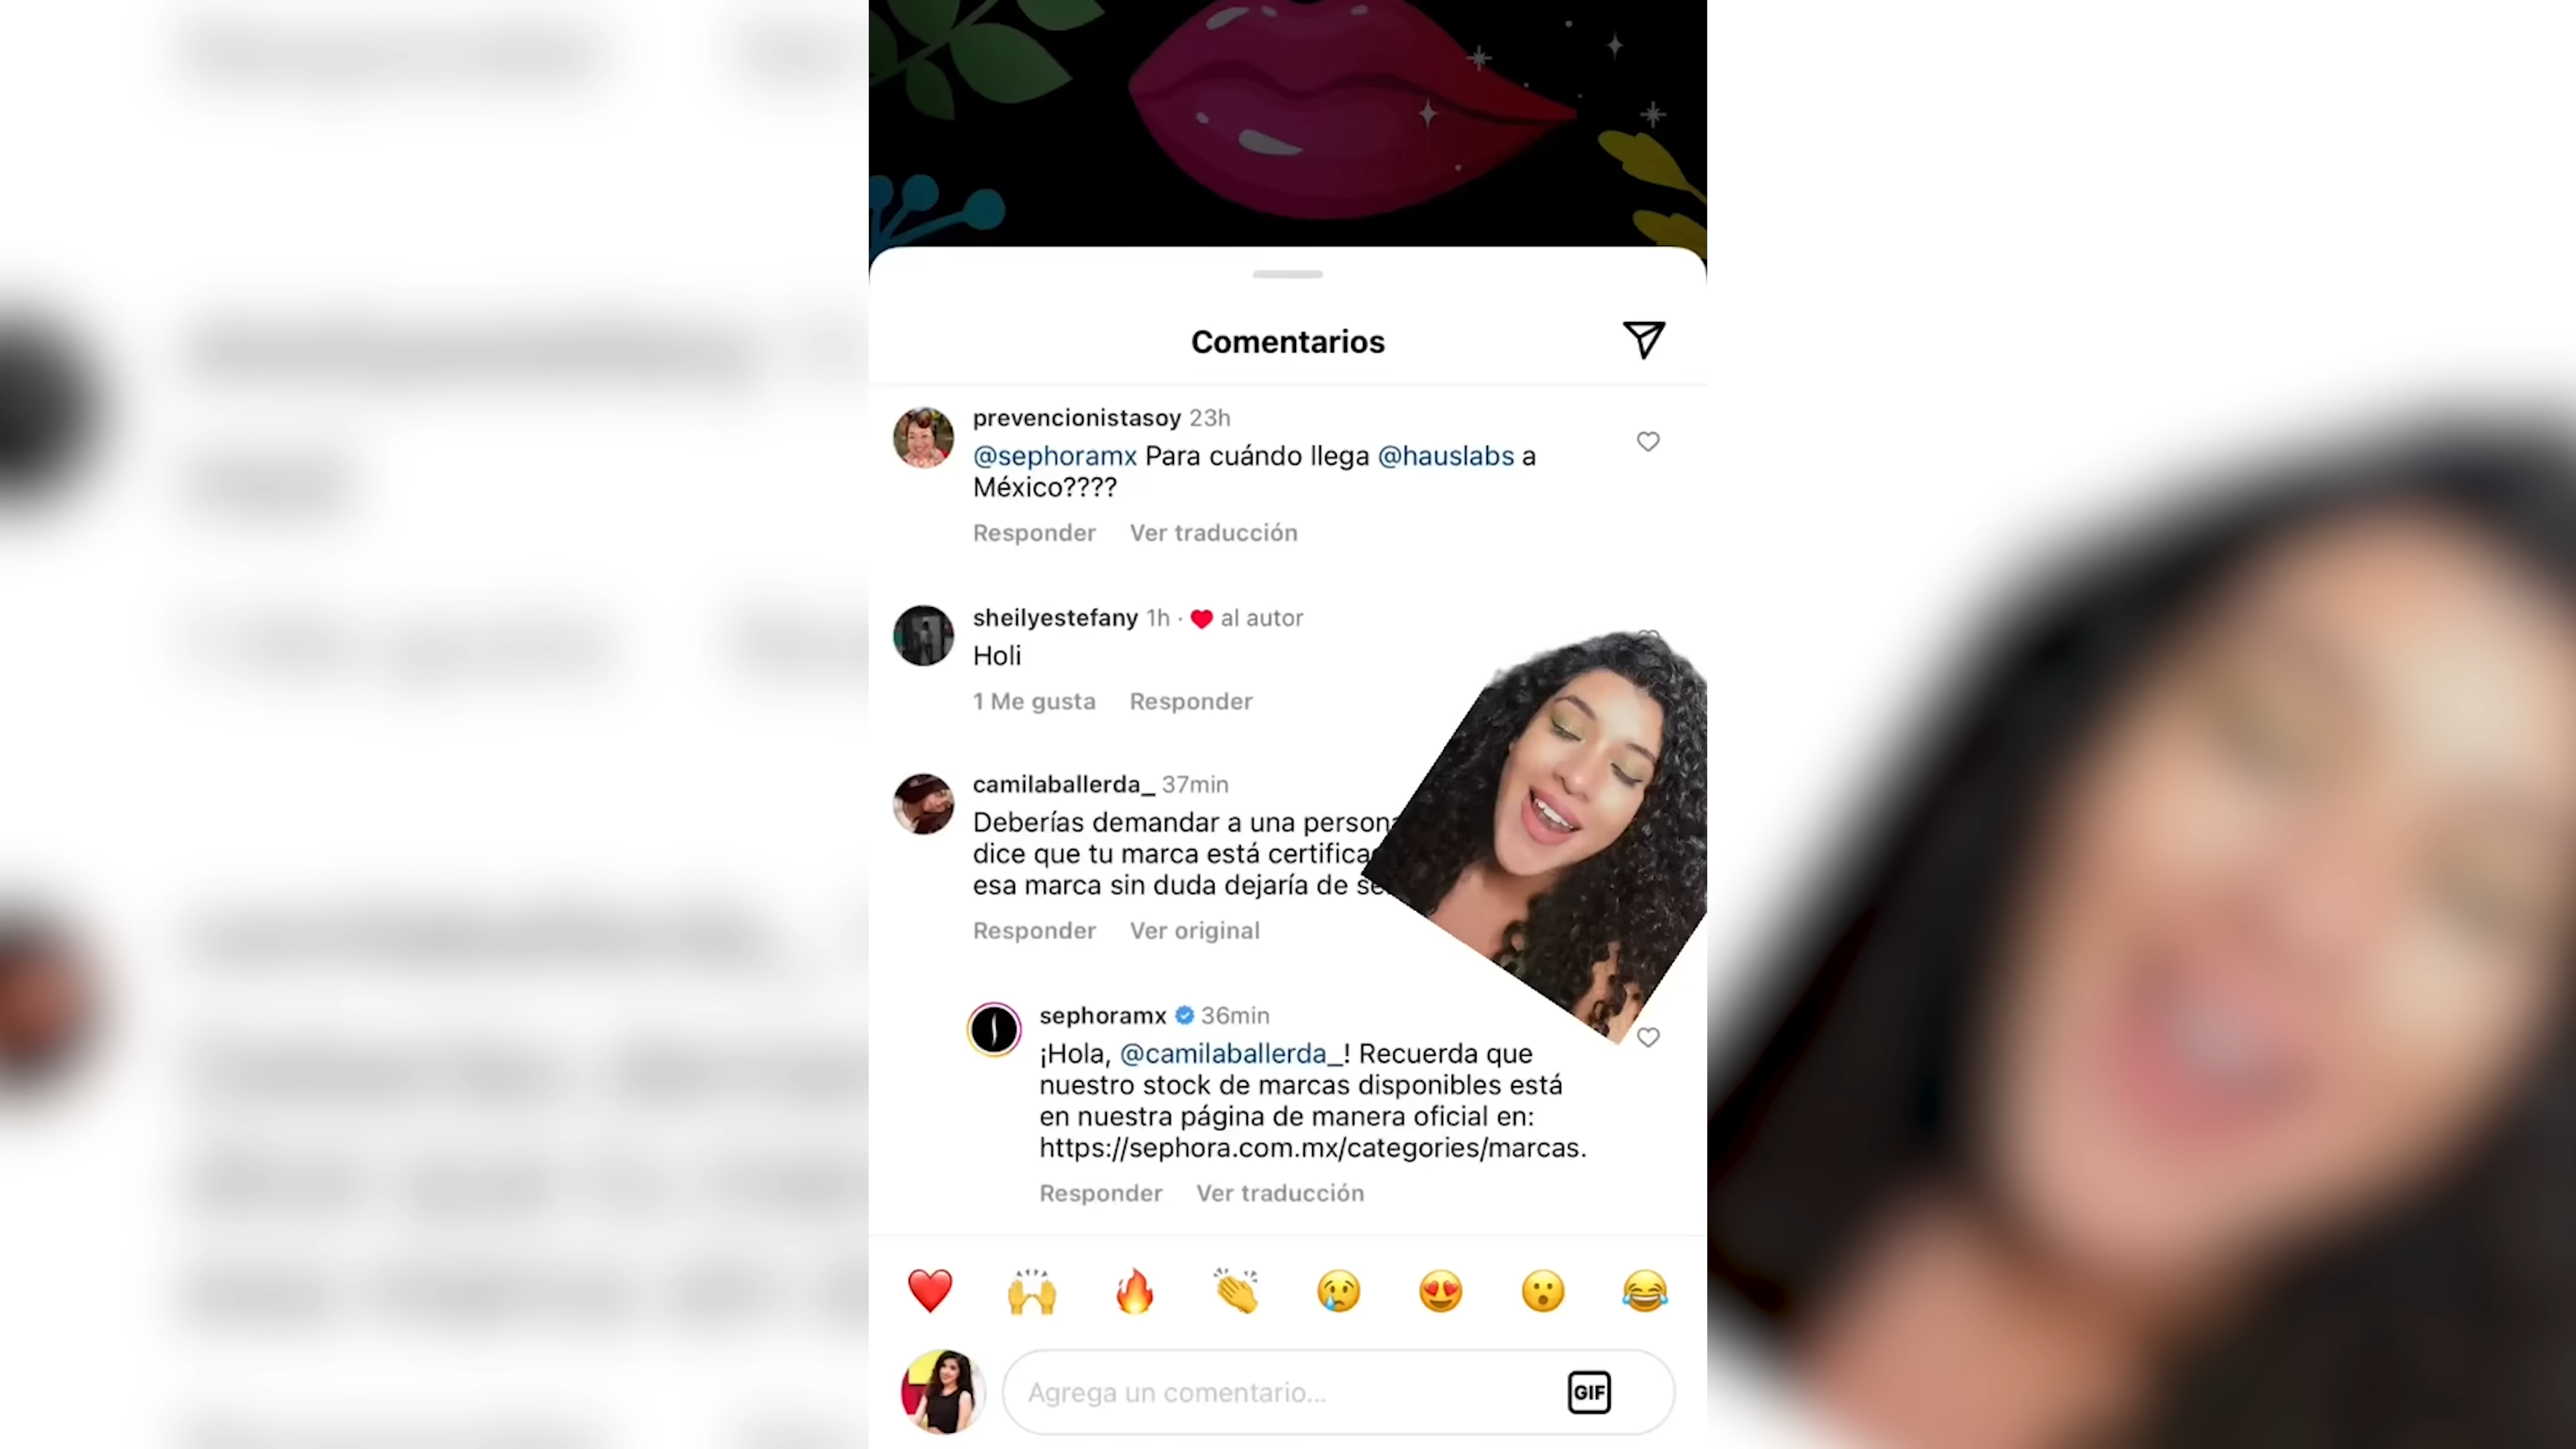 Comentarios
prevencionistasoy 23h
@sephoramx Para cuándo llega @hauslabs a
México????
Responder Ver traducción
sheilyestefany 1h · ❤ al autor
Holi
1 Me gusta Responder
camilaballerda_ 37min
Deberías demandar a una
dice que tu marca está
esa marca sin duda dejaría de
Responder Ver original
sephoramx 36min
¡Hola, @camilaballerda_! Recuerda que
nuestro stock de marcas disponibles está
en nuestra página de manera oficial en:
https://sephora.com.mx/categories/marcas.
Responder Ver traducción
Agrega un comentario...
GIF